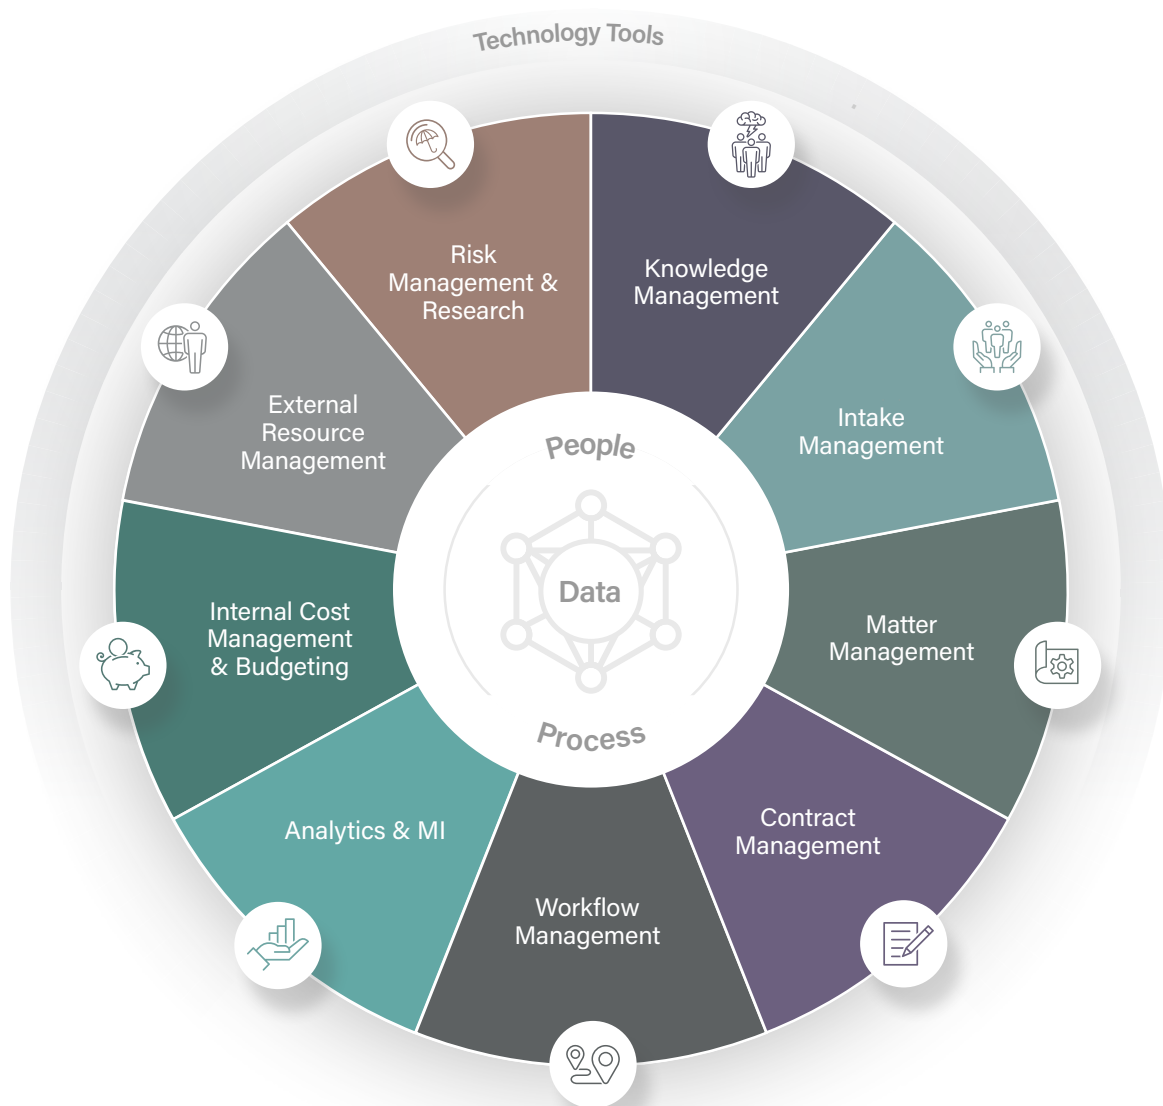 Technology Tools
Risk
Management &
Research
Knowledge
Management
External
Resource
Management
Intake
Management
People
Data
Process
Internal Cost
Management
& Budgeting
Matter
Management
Analytics & MI
Contract
Management
Workflow
Management